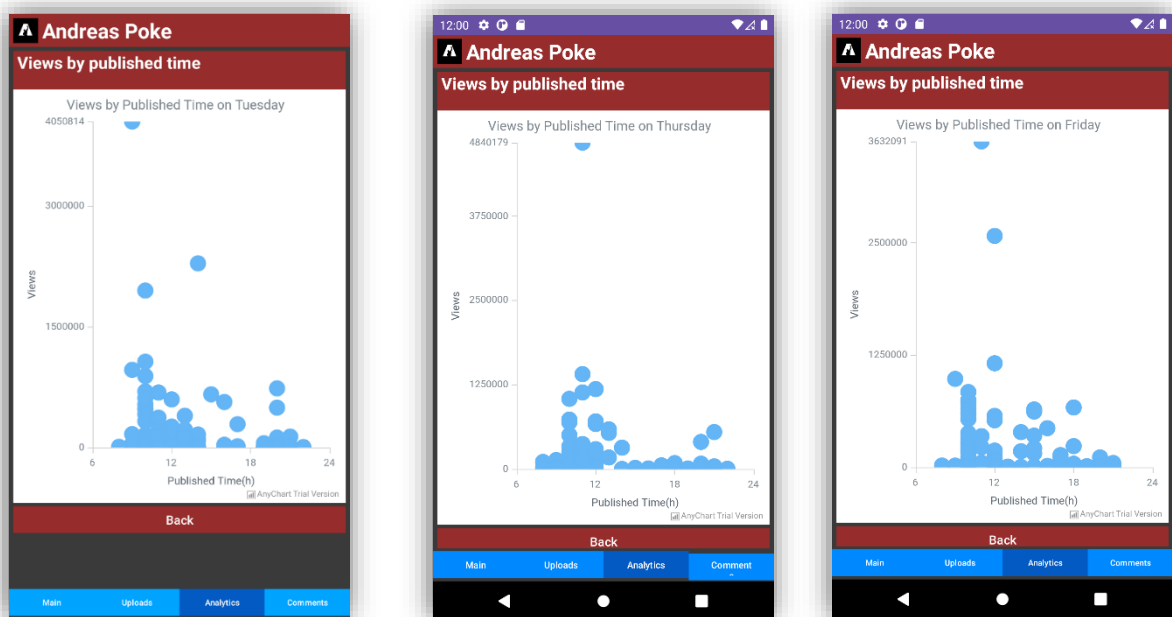 Andreas Poke
Views by published time
Views by Published Time on Tuesday
4050814
3000000
Views
1500000
0
6 12 18 24
Published Time(h)
AnyChart Trial Version
Back
Main Uploads Analytics Comments
12:00
Andreas Poke
Views by published time
Views by Published Time on Thursday
4840179
3750000
Views
2500000
1250000
0
6 12 18 24
Published Time(h)
AnyChart Trial Version
Back
Main Uploads Analytics Comment
12:00
Andreas Poke
Views by published time
Views by Published Time on Friday
3632091
2500000
Views
1250000
0
6 12 18 24
Published Time(h)
AnyChart Trial Version
Back
Main Uploads Analytics Comments